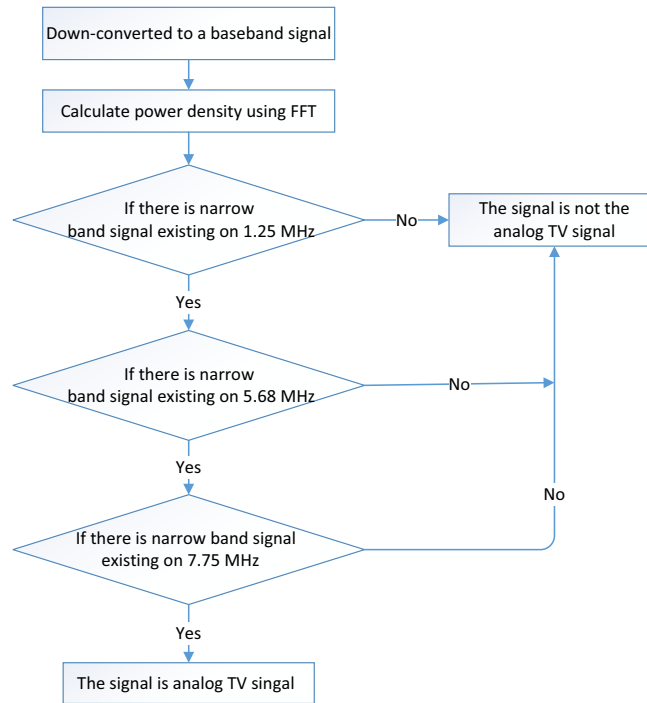 Down-converted to a baseband signal
Calculate power density using FFT
If there is narrow
band signal existing on 1.25 MHz
No
The signal is not the
analog TV signal
Yes
If there is narrow
band signal existing on 5.68 MHz
No
Yes
If there is narrow band signal
existing on 7.75 MHz
No
Yes
The signal is analog TV singal